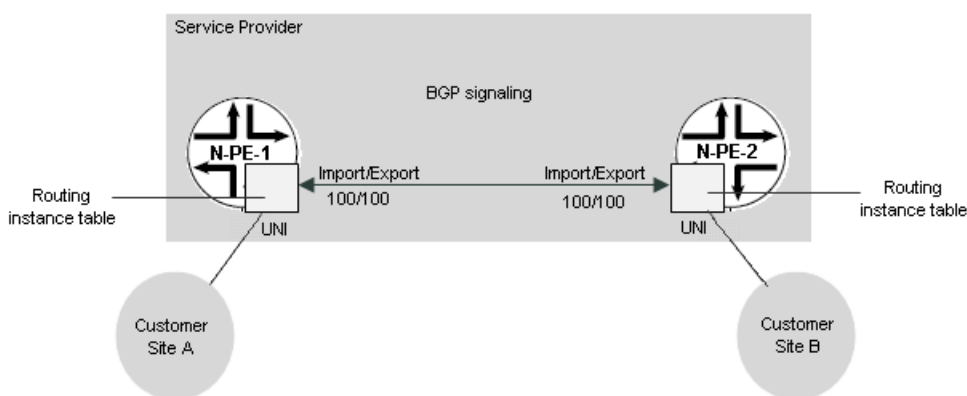 Service Provider
BGP signaling
N-PE-1
N-PE-2
Import/Export
100/100
Import/Export
100/100
Routing
instance table
Routing
instance table
UNI
UNI
Customer
Site A
Customer
Site B